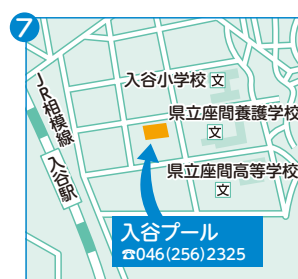 7
入谷小学校 文
県立座間養護学校
文
JR相模線
入谷駅
県立座間高等学校
文
入谷プール
☎046(256)2325